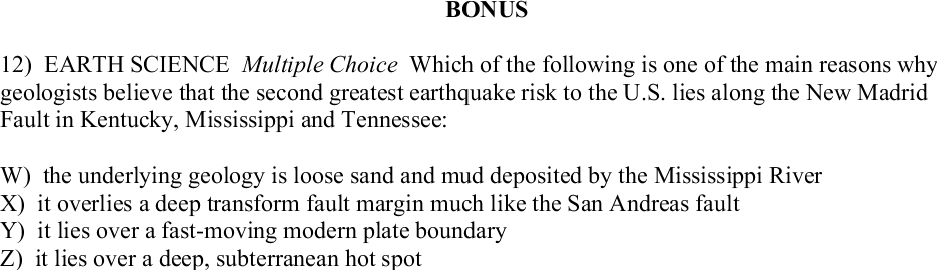 BONUS
12) EARTH SCIENCE Multiple Choice Which of the following is one of the main reasons why
geologists believe that the second greatest earthquake risk to the U.S. lies along the New Madrid
Fault in Kentucky, Mississippi and Tennessee:
W) the underlying geology is loose sand and mud deposited by the Mississippi River
X) it overlies a deep transform fault margin much like the San Andreas fault
Y) it lies over a fast-moving modern plate boundary
Z) it lies over a deep, subterranean hot spot